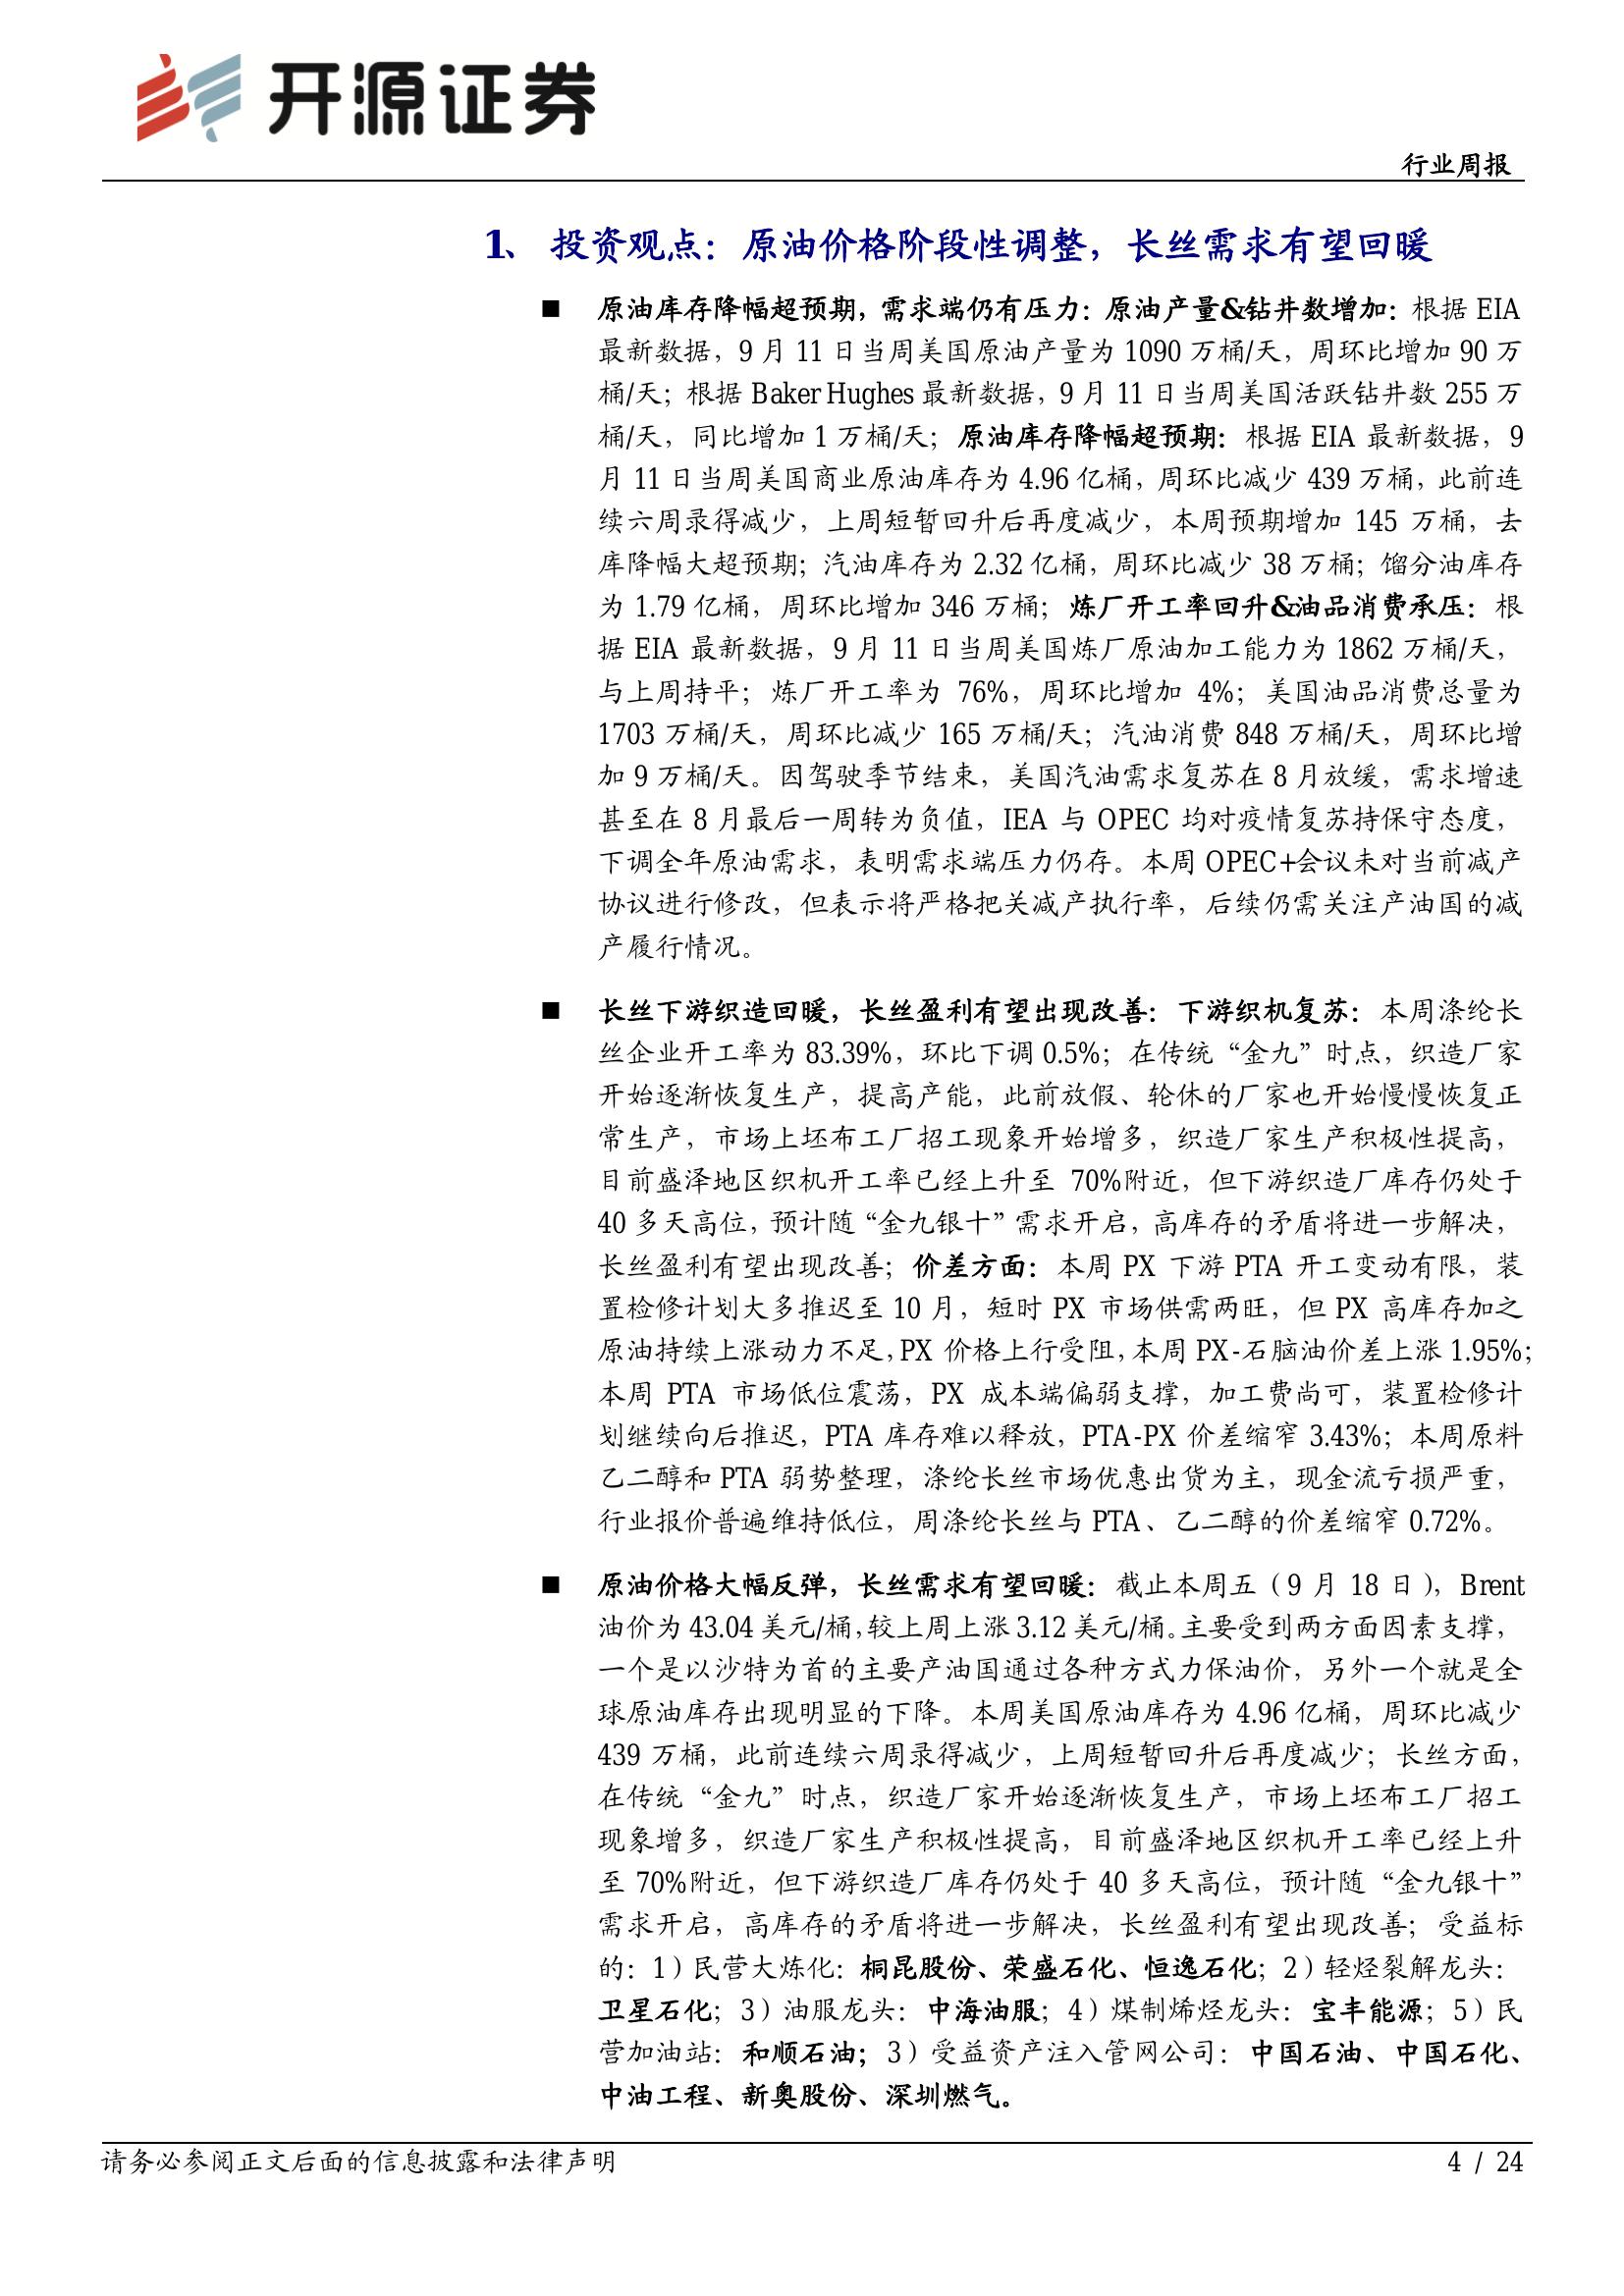 开源证券
行业周报
1、 投资观点：原油价格阶段性调整，长丝需求有望回暖
■ 原油库存降幅超预期，需求端仍有压力：原油产量&钻井数增加：根据 EIA
最新数据，9 月 11 日当周美国原油产量为 1090 万桶/天，周环比增加 90 万
桶/天；根据 Baker Hughes 最新数据，9 月 11 日当周美国活跃钻井数 255 万
桶/天，同比增加 1 万桶/天；原油库存降幅超预期：根据 EIA 最新数据，9
月 11 日当周美国商业原油库存为 4.96 亿桶，周环比减少 439 万桶，此前连
续六周录得减少，上周短暂回升后再度减少，本周预期增加 145 万桶，去
库降幅大超预期；汽油库存为 2.32 亿桶，周环比减少 38 万桶；馏分油库存
为 1.79 亿桶，周环比增加 346 万桶；炼厂开工率回升&油品消费承压：根
据 EIA 最新数据，9 月 11 日当周美国炼厂原油加工能力为 1862 万桶/天，
与上周持平；炼厂开工率为 76%，周环比增加 4%；美国油品消费总量为
1703 万桶/天，周环比减少 165 万桶/天；汽油消费 848 万桶/天，周环比增
加 9 万桶/天。因驾驶季节结束，美国汽油需求复苏在 8 月放缓，需求增速
甚至在 8 月最后一周转为负值，IEA 与 OPEC 均对疫情复苏持保守态度，
下调全年原油需求，表明需求端压力仍存。本周 OPEC+会议未对当前减产
协议进行修改，但表示将严格把关减产执行率，后续仍需关注产油国的减
产履行情况。
■ 长丝下游织造回暖，长丝盈利有望出现改善：下游织机复苏：本周涤纶长
丝企业开工率为 83.39%，环比下调 0.5%；在传统“金九”时点，织造厂家
开始逐渐恢复生产，提高产能，此前放假、轮休的厂家也开始慢慢恢复正
常生产，市场上坯布工厂招工现象开始增多，织造厂家生产积极性提高，
目前盛泽地区织机开工率已经上升至 70%附近，但下游织造厂库存仍处于
40 多天高位，预计随“金九银十”需求开启，高库存的矛盾将进一步解决，
长丝盈利有望出现改善；价差方面：本周 PX 下游 PTA 开工变动有限，装
置检修计划大多推迟至 10 月，短时 PX 市场供需两旺，但 PX 高库存加之
原油持续上涨动力不足，PX 价格上行受阻，本周 PX-石脑油价差上涨 1.95%；
本周 PTA 市场低位震荡，PX 成本端偏弱支撑，加工费尚可，装置检修计
划继续向后推迟，PTA 库存难以释放，PTA-PX 价差缩窄 3.43%；本周原料
乙二醇和 PTA 弱势整理，涤纶长丝市场优惠出货为主，现金流亏损严重，
行业报价普遍维持低位，周涤纶长丝与 PTA、乙二醇的价差缩窄 0.72%。
■ 原油价格大幅反弹，长丝需求有望回暖：截止本周五（9 月 18 日），Brent
油价为 43.04 美元/桶，较上周上涨 3.12 美元/桶。主要受到两方面因素支撑，
一个是以沙特为首的主要产油国通过各种方式力保油价，另外一个就是全
球原油库存出现明显的下降。本周美国原油库存为 4.96 亿桶，周环比减少
439 万桶，此前连续六周录得减少，上周短暂回升后再度减少；长丝方面，
在传统“金九”时点，织造厂家开始逐渐恢复生产，市场上坯布工厂招工
现象增多，织造厂家生产积极性提高，目前盛泽地区织机开工率已经上升
至 70%附近，但下游织造厂库存仍处于 40 多天高位，预计随“金九银十”
需求开启，高库存的矛盾将进一步解决，长丝盈利有望出现改善；受益标
的：1）民营大炼化：桐昆股份、荣盛石化、恒逸石化；2）轻烃裂解龙头：
卫星石化；3）油服龙头：中海油服；4）煤制烯烃龙头：宝丰能源；5）民
营加油站：和顺石油；3）受益资产注入管网公司：中国石油、中国石化、
中油工程、新奥股份、深圳燃气。
请务必参阅正文后面的信息披露和法律声明
4 / 24